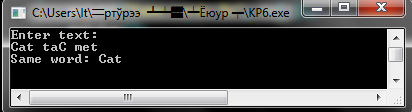 C:\Users\It\
\KP6.exe
Enter text:
Cat taC met
Same word: Cat